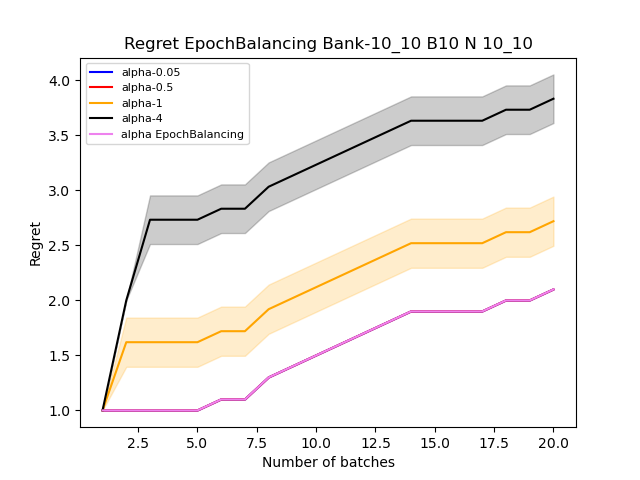 Regret EpochBalancing Bank-10_10 B10 N 10_10
alpha-0.05
alpha-0.5
alpha-1
alpha-4
alpha EpochBalancing
Regret
4.0
3.5
3.0
2.5
2.0
1.5
1.0
2.5 5.0 7.5 10.0 12.5 15.0 17.5 20.0
Number of batches